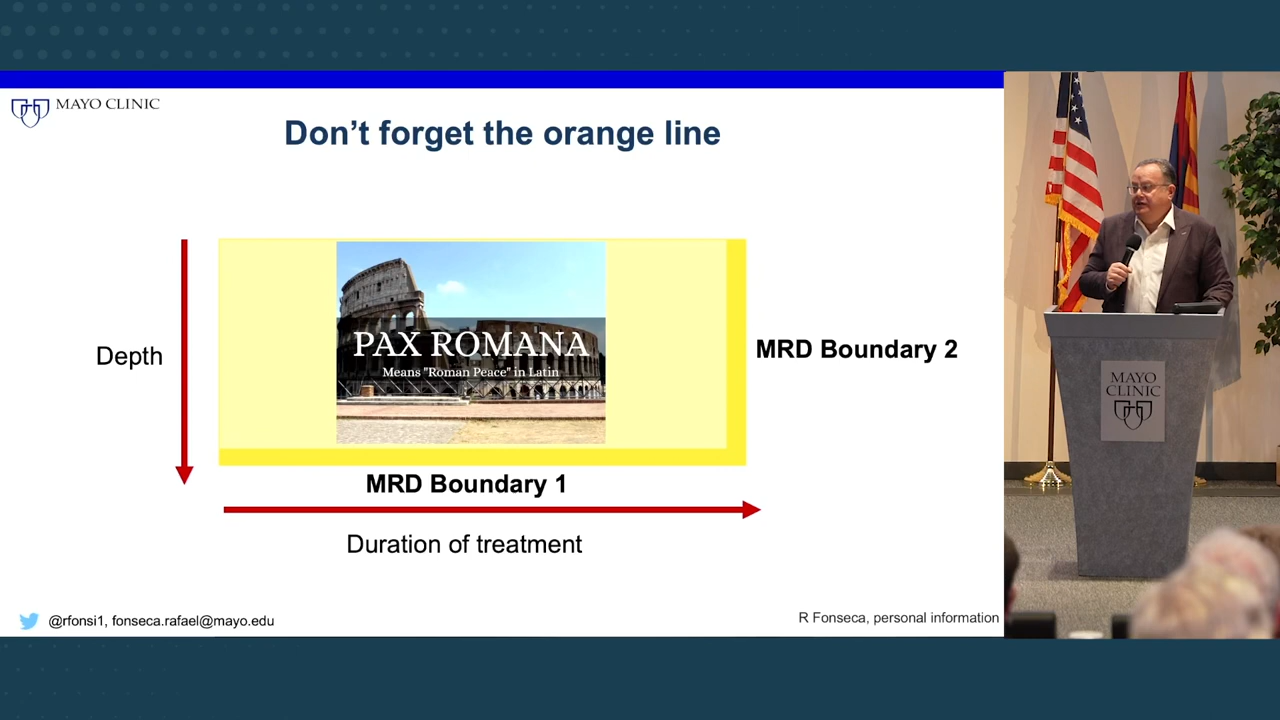 MAYO CLINIC
Don't forget the orange line
Depth
PAX ROMANA
Means "Roman Peace" in Latin
MRD Boundary 2
MRD Boundary 1
Duration of treatment
@rfonsi1, fonseca.rafael@mayo.edu
R Fonseca, personal information
MAYO
CLINIC